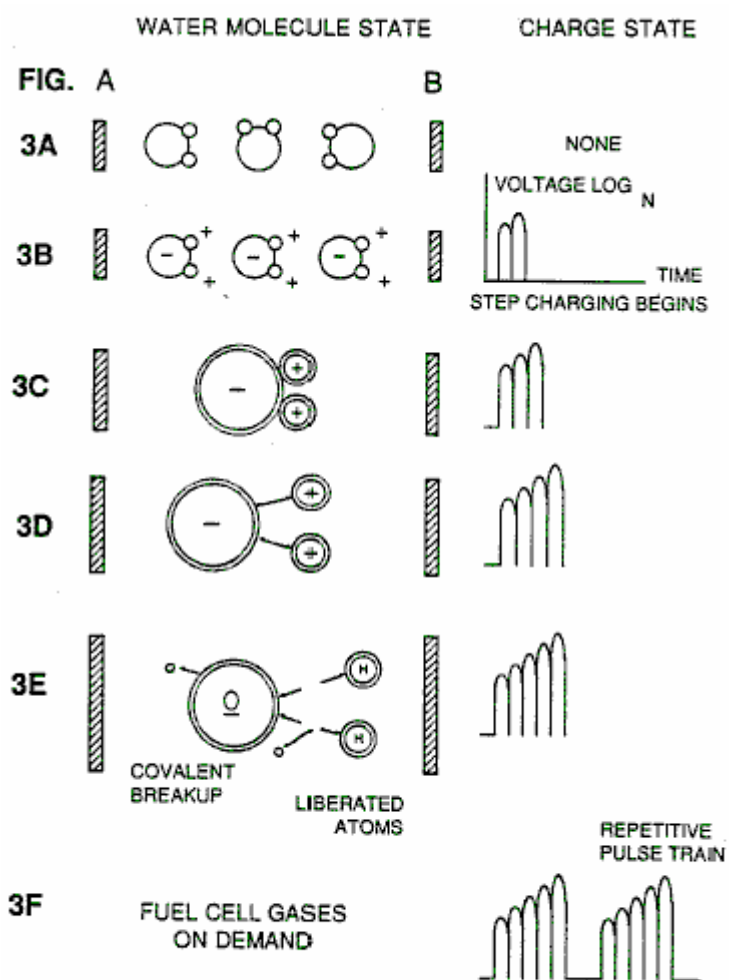 WATER MOLECULE STATE CHARGE STATE
FIG. A B
3A NONE
VOLTAGE LOG N
3B - + + - + + - + +
TIME
STEP CHARGING BEGINS
3C - + +
3D - + +
3E O H H
COVALENT
BREAKUP
LIBERATED
ATOMS
REPETITIVE
PULSE TRAIN
3F FUEL CELL GASES
ON DEMAND